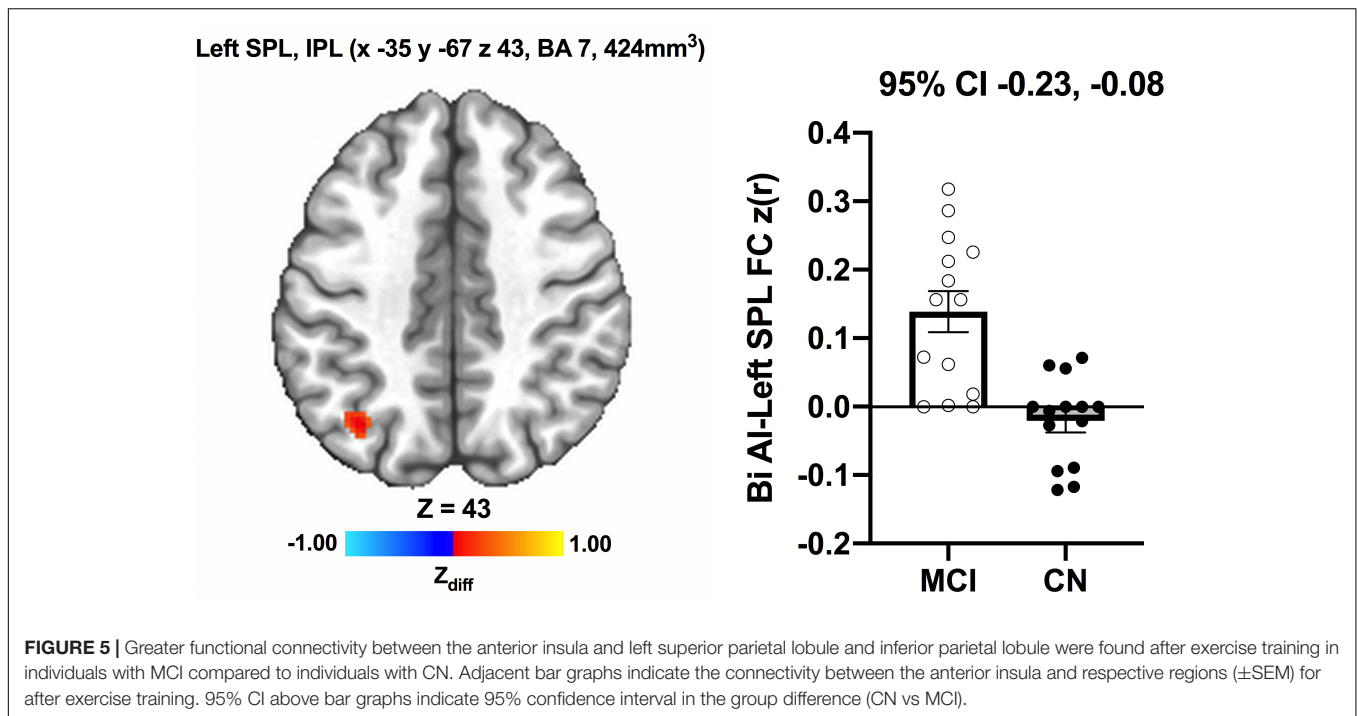 Left SPL, IPL (x -35 y -67 z 43, BA 7, 424mm³)
Z = 43
-1.00
1.00
Z_diff
95% CI -0.23, -0.08
Bi AI-Left SPL FC z(r)
0.4
0.3
0.2
0.1
0.0
-0.1
-0.2
MCI
CN
FIGURE 5 | Greater functional connectivity between the anterior insula and left superior parietal lobule and inferior parietal lobule were found after exercise training in
individuals with MCI compared to individuals with CN. Adjacent bar graphs indicate the connectivity between the anterior insula and respective regions (±SEM) for
after exercise training. 95% CI above bar graphs indicate 95% confidence interval in the group difference (CN vs MCI).